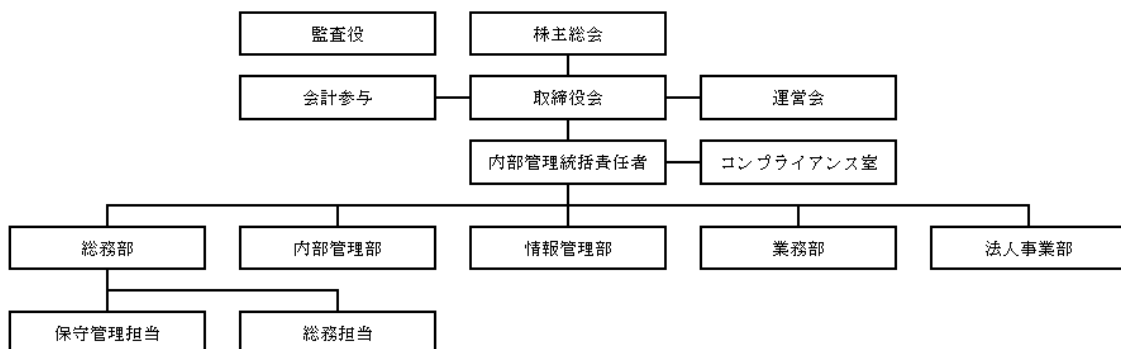 監査役
株主総会
会計参与
取締役会
運営会
内部管理統括責任者
コンプライアンス室
総務部
内部管理部
情報管理部
業務部
法人事業部
保守管理担当
総務担当